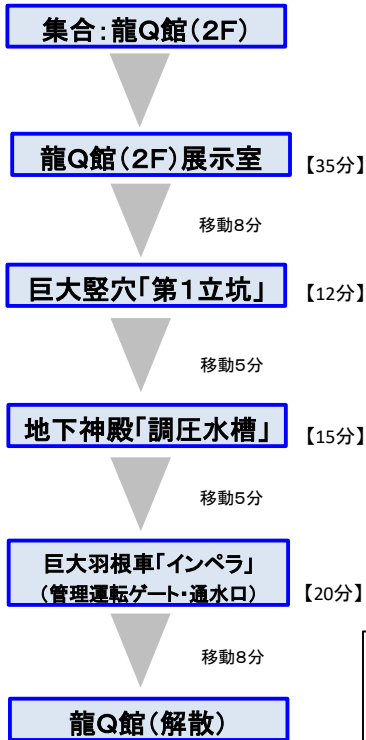 集合：龍Q館（2F）
龍Q館（2F）展示室 【35分】
移動8分
巨大竪穴「第1立坑」 【12分】
移動5分
地下神殿「調圧水槽」 【15分】
移動5分
巨大羽根車「インペラ」
（管理運転ゲート・通水口） 【20分】
移動8分
龍Q館（解散）